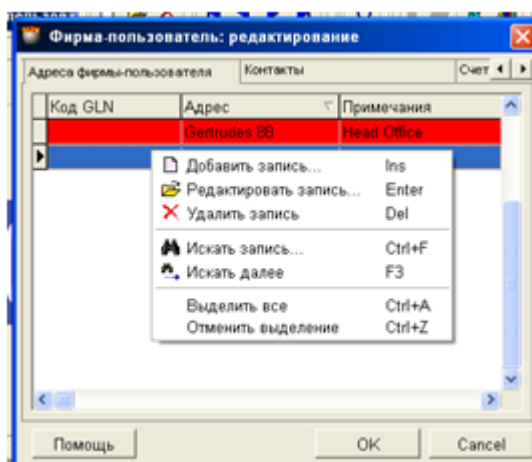 Фирма-пользователь: редактирование
Адреса фирмы-пользователя Контакты Счет
Код GLN Адрес Примечания
Gertrudes 88 Head Office
Добавить запись... Ins
Редактировать запись... Enter
Удалить запись Del
Искать запись... Ctrl+F
Искать далее F3
Выделить все Ctrl+A
Отменить выделение Ctrl+Z
Помощь OK Cancel